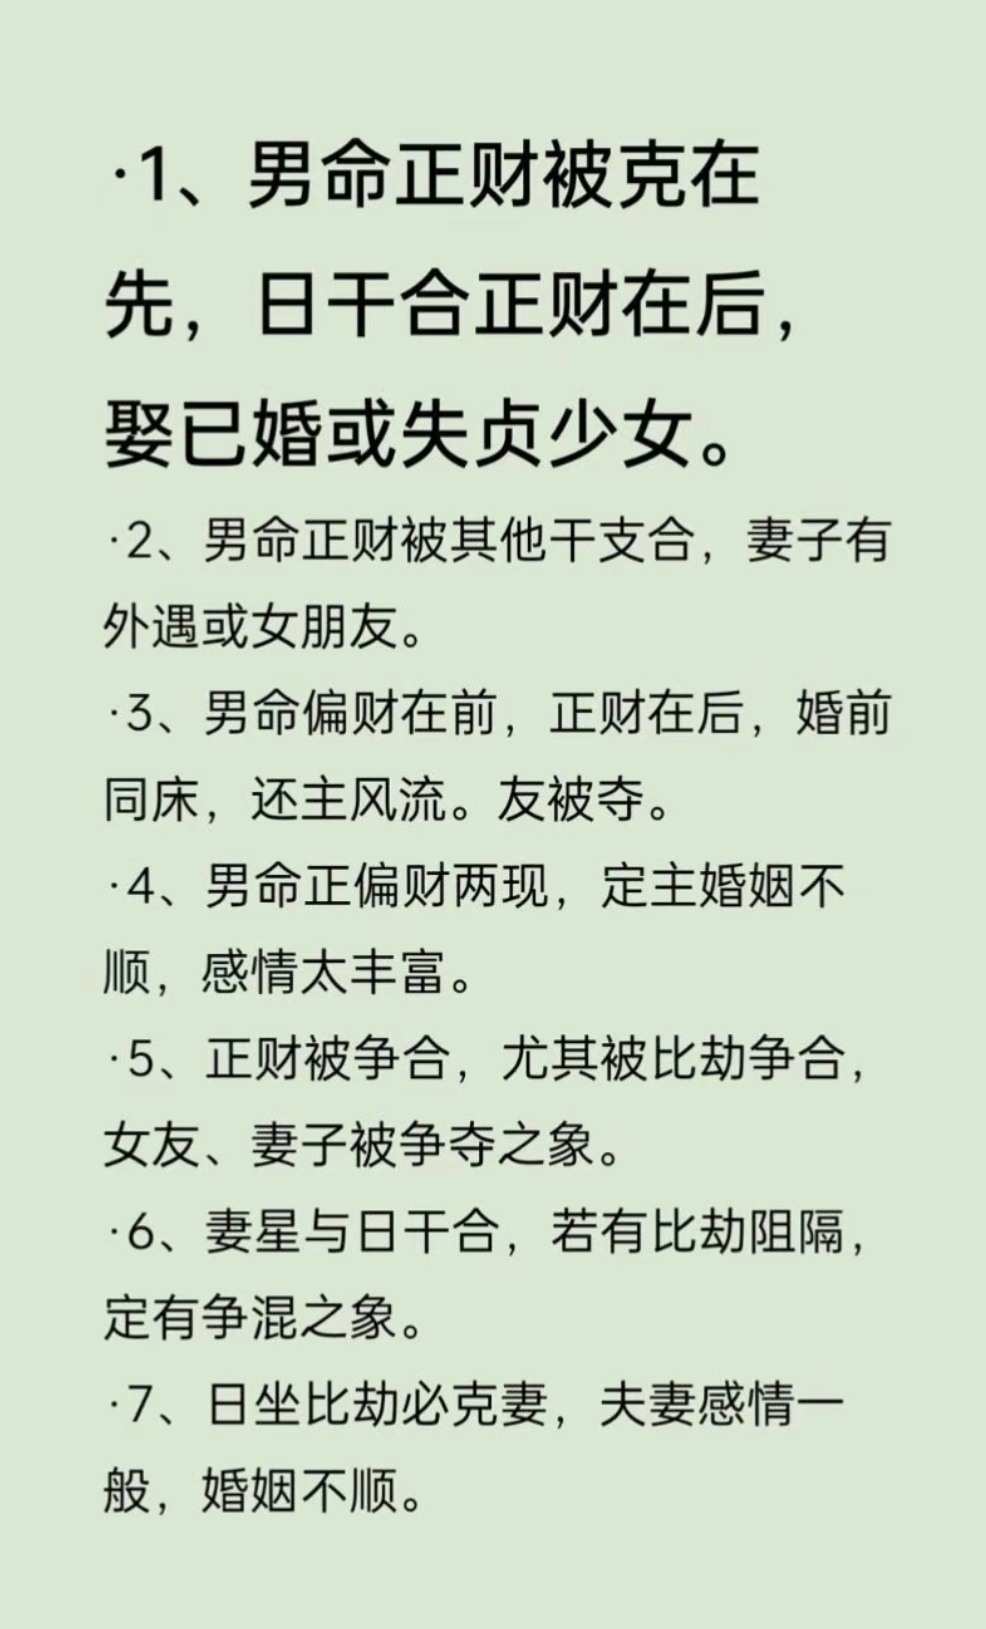 ·1、男命正财被克在
先，日干合正财在后，
娶已婚或失贞少女。
·2、男命正财被其他干支合，妻子有
外遇或女朋友。
·3、男命偏财在前，正财在后，婚前
同床，还主风流。友被夺。
·4、男命正偏财两现，定主婚姻不
顺，感情太丰富。
·5、正财被争合，尤其被比劫争合，
女友、妻子被争夺之象。
·6、妻星与日干合，若有比劫阻隔，
定有争混之象。
·7、日坐比劫必克妻，夫妻感情一
般，婚姻不顺。